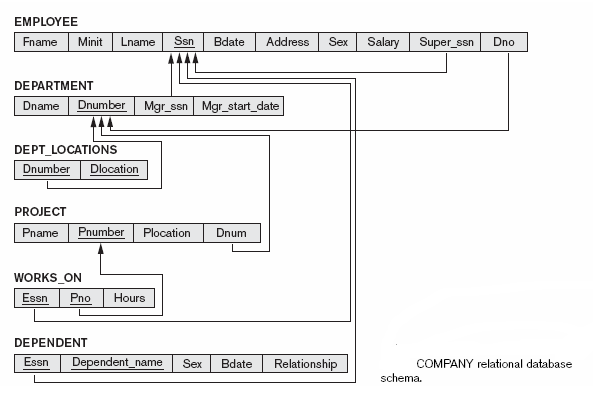 EMPLOYEE
Fname Minit Lname Ssn Bdate Address Sex Salary Super_ssn Dno
DEPARTMENT
Dname Dnumber Mgr_ssn Mgr_start_date
DEPT_LOCATIONS
Dnumber Dlocation
PROJECT
Pname Pnumber Plocation Dnum
WORKS_ON
Essn Pno Hours
DEPENDENT
Essn Dependent_name Sex Bdate Relationship
COMPANY relational database
schema.